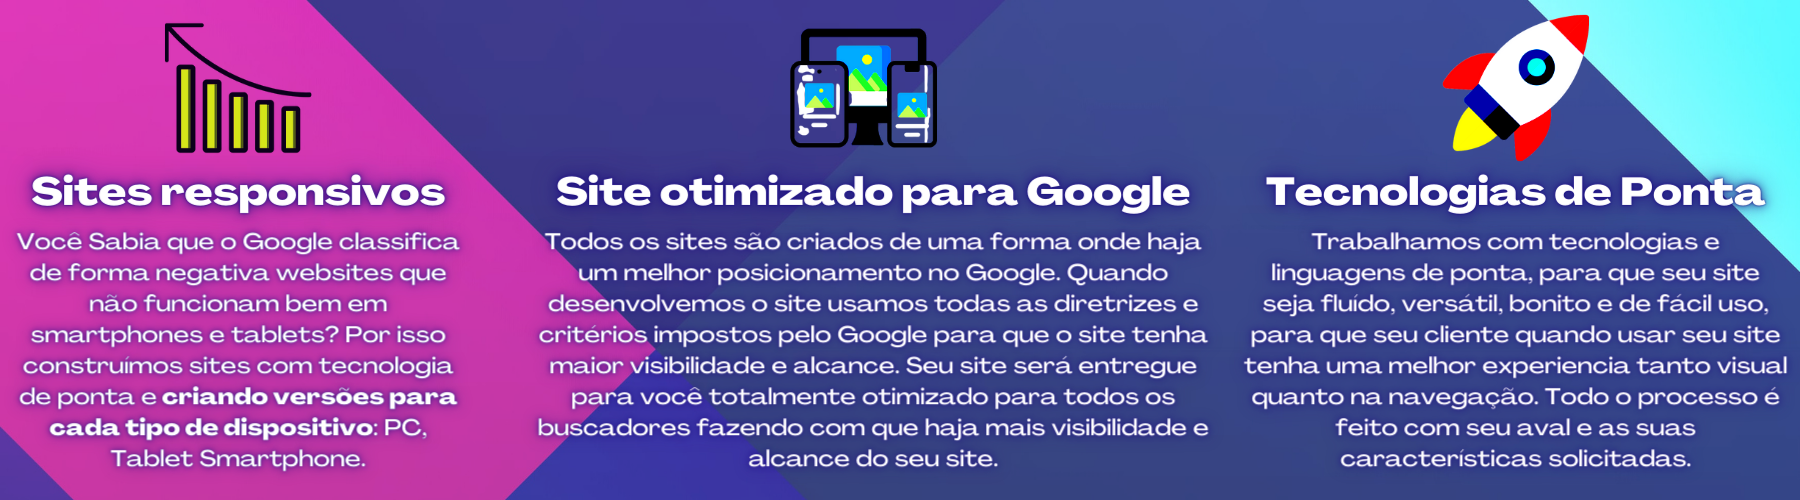 Sites responsivos
Você Sabia que o Google classifica
de forma negativa websites que
não funcionam bem em
smartphones e tablets? Por isso
construímos sites com tecnologia
de ponta e criando versões para
cada tipo de dispositivo: PC,
Tablet Smartphone.
Site otimizado para Google
Todos os sites são criados de uma forma onde haja
um melhor posicionamento no Google. Quando
desenvolvemos o site usamos todas as diretrizes e
critérios impostos pelo Google para que o site tenha
maior visibilidade e alcance. Seu site será entregue
para você totalmente otimizado para todos os
buscadores fazendo com que haja mais visibilidade e
alcance do seu site.
Tecnologias de Ponta
Trabalhamos com tecnologias e
linguagens de ponta, para que seu site
seja fluído, versátil, bonito e de fácil uso,
para que seu cliente quando usar seu site
tenha uma melhor experiencia tanto visual
quanto na navegação. Todo o processo é
feito com seu aval e as suas
características solicitadas.